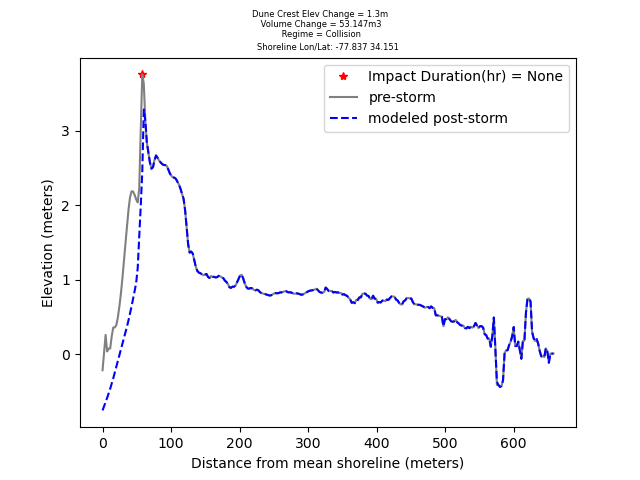 Dune Crest Elev Change = 1.3m
Volume Change = 53.147m3
Regime = Collision
Shoreline Lon/Lat: -77.837 34.151
Impact Duration(hr) = None
pre-storm
modeled post-storm
Elevation (meters)
3
2
1
0
0 100 200 300 400 500 600
Distance from mean shoreline (meters)